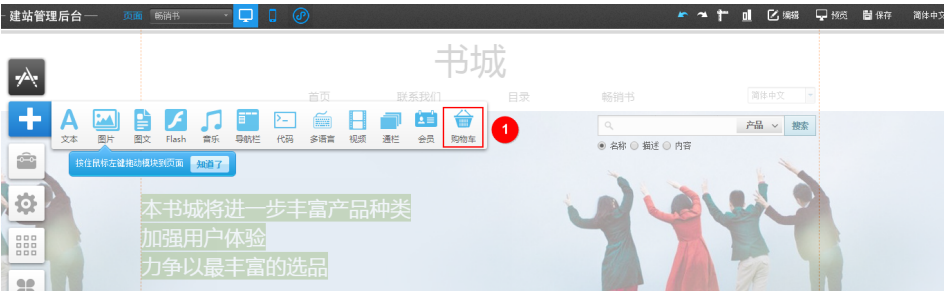 建站管理后台 页面 畅销书 编辑 预览 保存 简体中文
书城
首页 联系我们 目录 畅销书 简体中文
文本 图片 图文 Flash 音乐 导航栏 代码 多语言 视频 通栏 会员 购物车 1
产品 搜索
名称 描述 内容
按住鼠标左键拖动模块到页面 知道了
本书城将进一步丰富产品种类
加强用户体验
力争以最丰富的选品